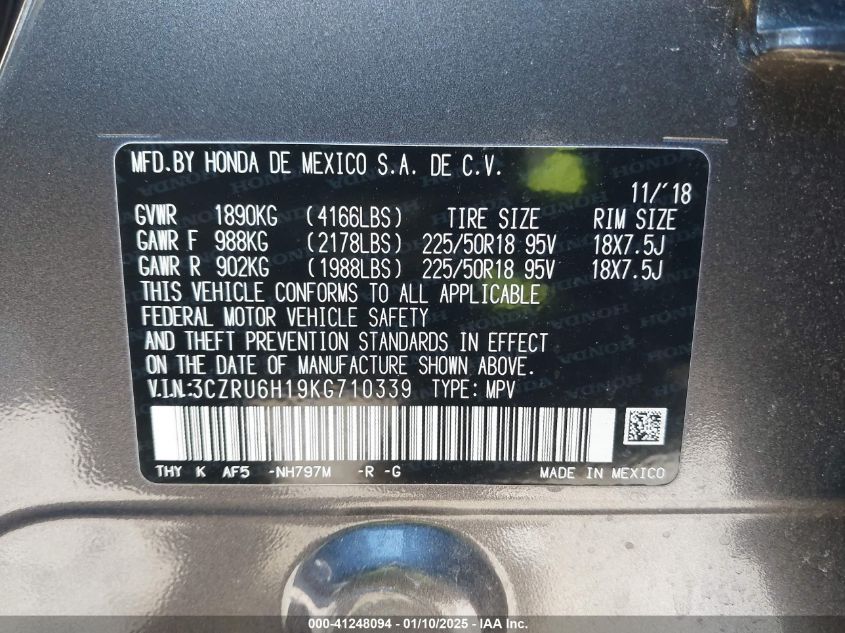 MFD.BY HONDA DE MEXICO S.A. DE C.V.
11/'18
GVWR 1890KG (4166LBS) TIRE SIZE RIM SIZE
GAWR F 988KG (2178LBS) 225/50R18 95V 18X7.5J
GAWR R 902KG (1988LBS) 225/50R18 95V 18X7.5J
THIS VEHICLE CONFORMS TO ALL APPLICABLE
FEDERAL MOTOR VEHICLE SAFETY
AND THEFT PREVENTION STANDARDS IN EFFECT
ON THE DATE OF MANUFACTURE SHOWN ABOVE.
V.I.N:3CZRU6H19KG710339 TYPE: MPV
THY K AF5 -NH797M -R -G MADE IN MEXICO
000-41248094 - 01/10/2025 - IAA Inc.